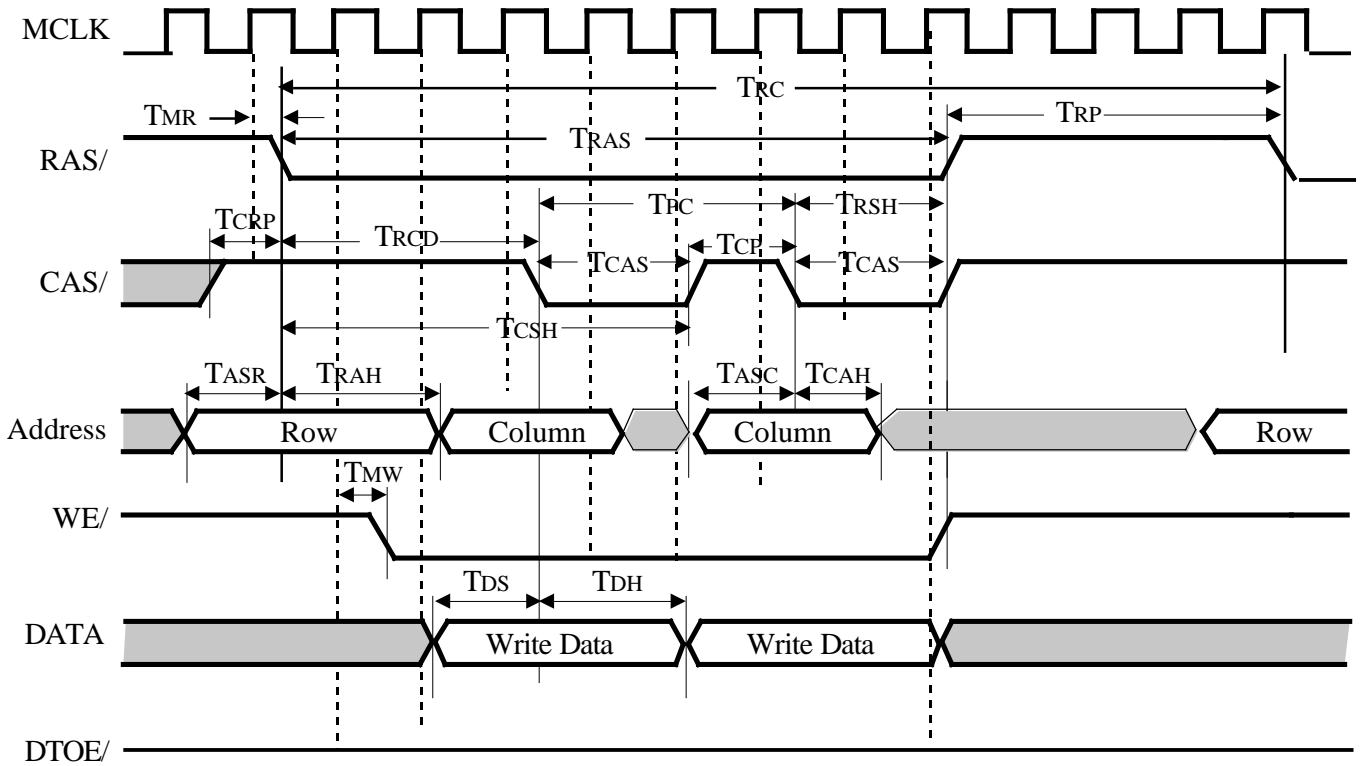 MCLK
TRC
TMR
TRP
TRAS
RAS/
TPC
TRSH
TCRP
TRCD
TCP
TCAS
TCAS
CAS/
TCSH
TASR
TRAH
TASC
TCAH
Address
Row
Column
Column
Row
TMW
WE/
TDS
TDH
DATA
Write Data
Write Data
DTOE/